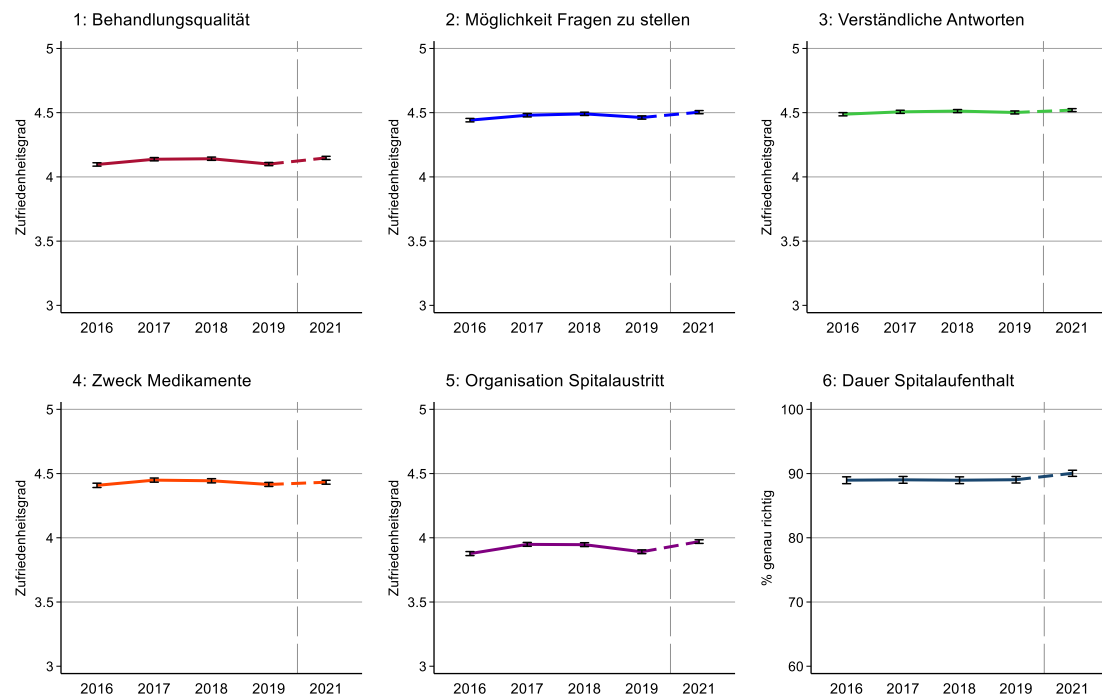 1: Behandlungsqualität
5
4.5
4
3.5
3
Zufriedenheitsgrad
2016 2017 2018 2019 2021
2: Möglichkeit Fragen zu stellen
5
4.5
4
3.5
3
Zufriedenheitsgrad
2016 2017 2018 2019 2021
3: Verständliche Antworten
5
4.5
4
3.5
3
Zufriedenheitsgrad
2016 2017 2018 2019 2021
4: Zweck Medikamente
5
4.5
4
3.5
3
Zufriedenheitsgrad
2016 2017 2018 2019 2021
5: Organisation Spitalaustritt
5
4.5
4
3.5
3
Zufriedenheitsgrad
2016 2017 2018 2019 2021
6: Dauer Spitalaufenthalt
100
90
80
70
60
% genau richtig
2016 2017 2018 2019 2021